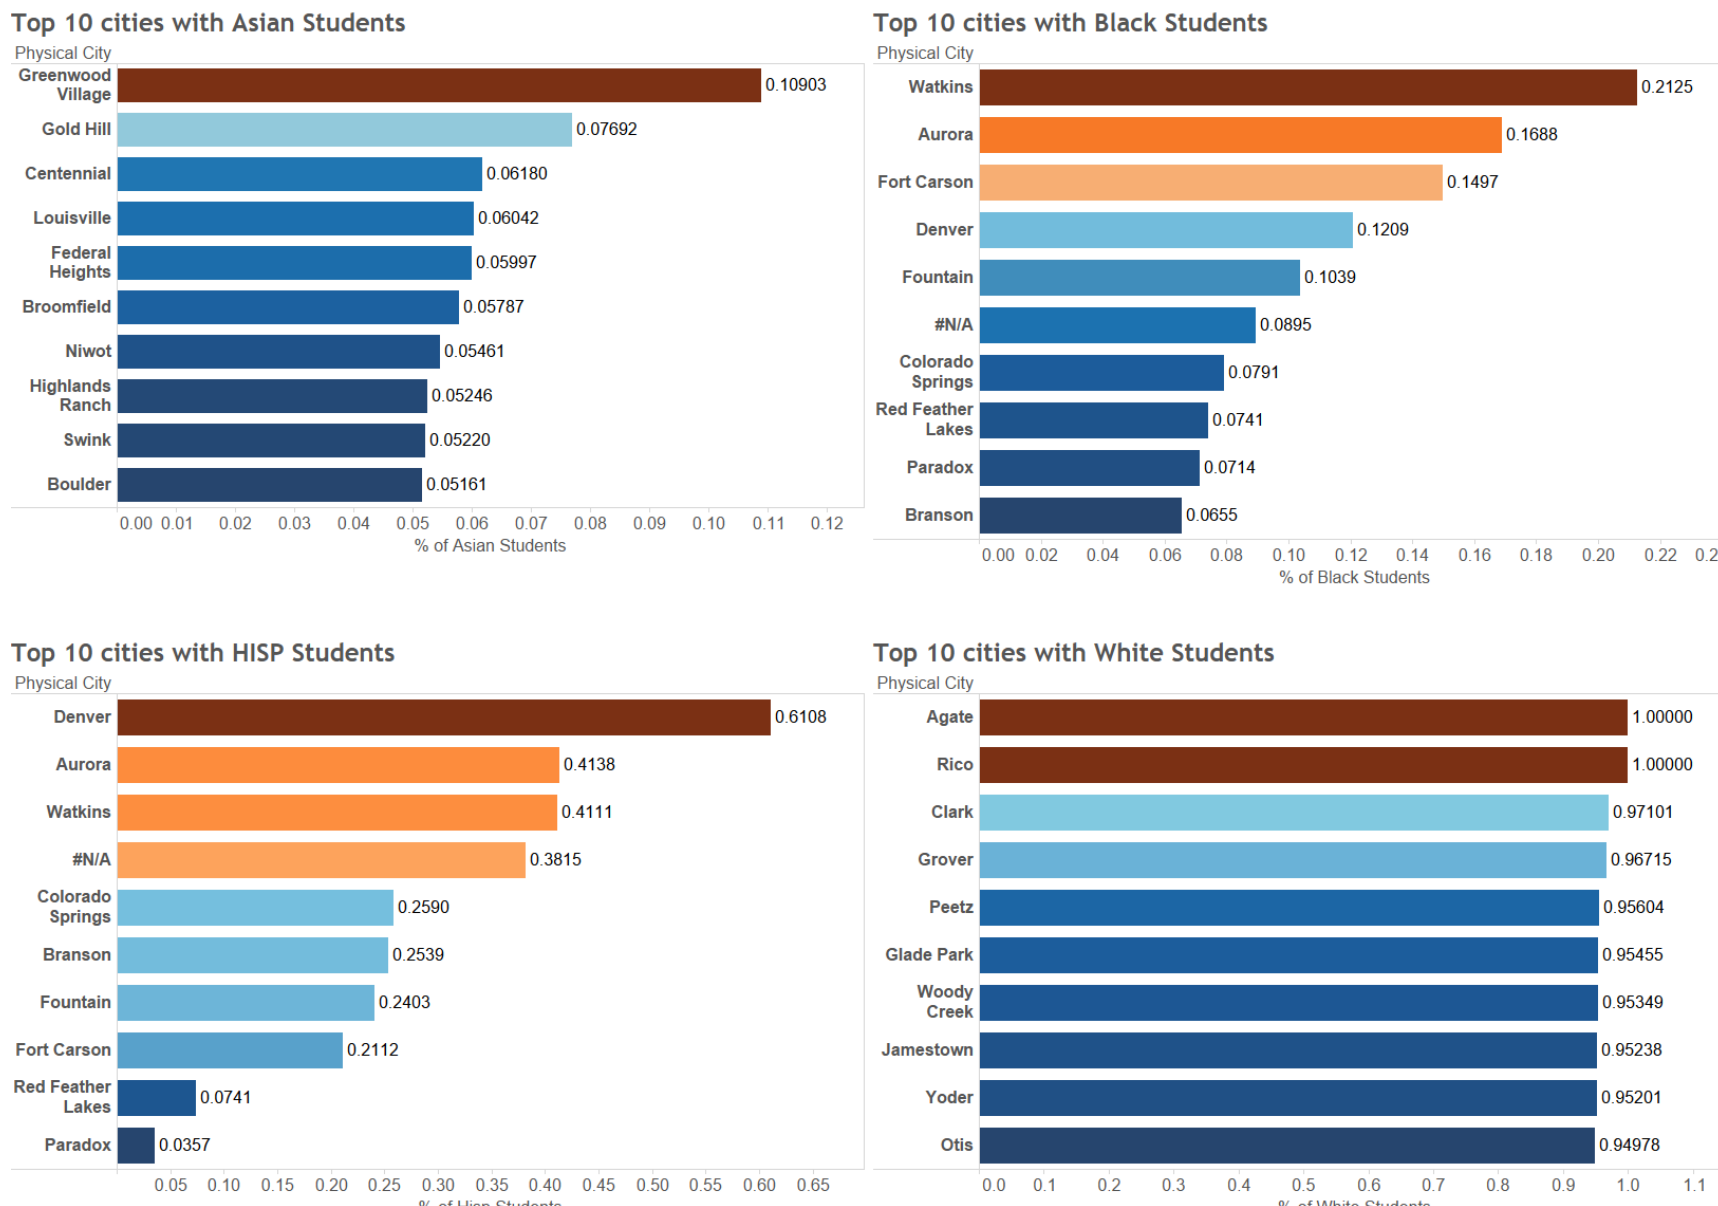 Top 10 cities with Asian Students
Physical City
Greenwood
Village
0.10903
Gold Hill
0.07692
Centennial
0.06180
Louisville
0.06042
Federal
Heights
0.05997
Broomfield
0.05787
Niwot
0.05461
Highlands
Ranch
0.05246
Swink
0.05220
Boulder
0.05161
0.00 0.01 0.02 0.03 0.04 0.05 0.06 0.07 0.08 0.09 0.10 0.11 0.12
% of Asian Students
Top 10 cities with Black Students
Physical City
Watkins
0.2125
Aurora
0.1688
Fort Carson
0.1497
Denver
0.1209
Fountain
0.1039
#N/A
0.0895
Colorado
Springs
0.0791
Red Feather
Lakes
0.0741
Paradox
0.0714
Branson
0.0655
0.00 0.02 0.04 0.06 0.08 0.10 0.12 0.14 0.16 0.18 0.20 0.22 0.2
% of Black Students
Top 10 cities with HISP Students
Physical City
Denver
0.6108
Aurora
0.4138
Watkins
0.4111
#N/A
0.3815
Colorado
Springs
0.2590
Branson
0.2539
Fountain
0.2403
Fort Carson
0.2112
Red Feather
Lakes
0.0741
Paradox
0.0357
0.05 0.10 0.15 0.20 0.25 0.30 0.35 0.40 0.45 0.50 0.55 0.60 0.65
% of Hisp Students
Top 10 cities with White Students
Physical City
Agate
1.00000
Rico
1.00000
Clark
0.97101
Grover
0.96715
Peetz
0.95604
Glade Park
0.95455
Woody
Creek
0.95349
Jamestown
0.95238
Yoder
0.95201
Otis
0.94978
0.0 0.1 0.2 0.3 0.4 0.5 0.6 0.7 0.8 0.9 1.0 1.1
% of White Students